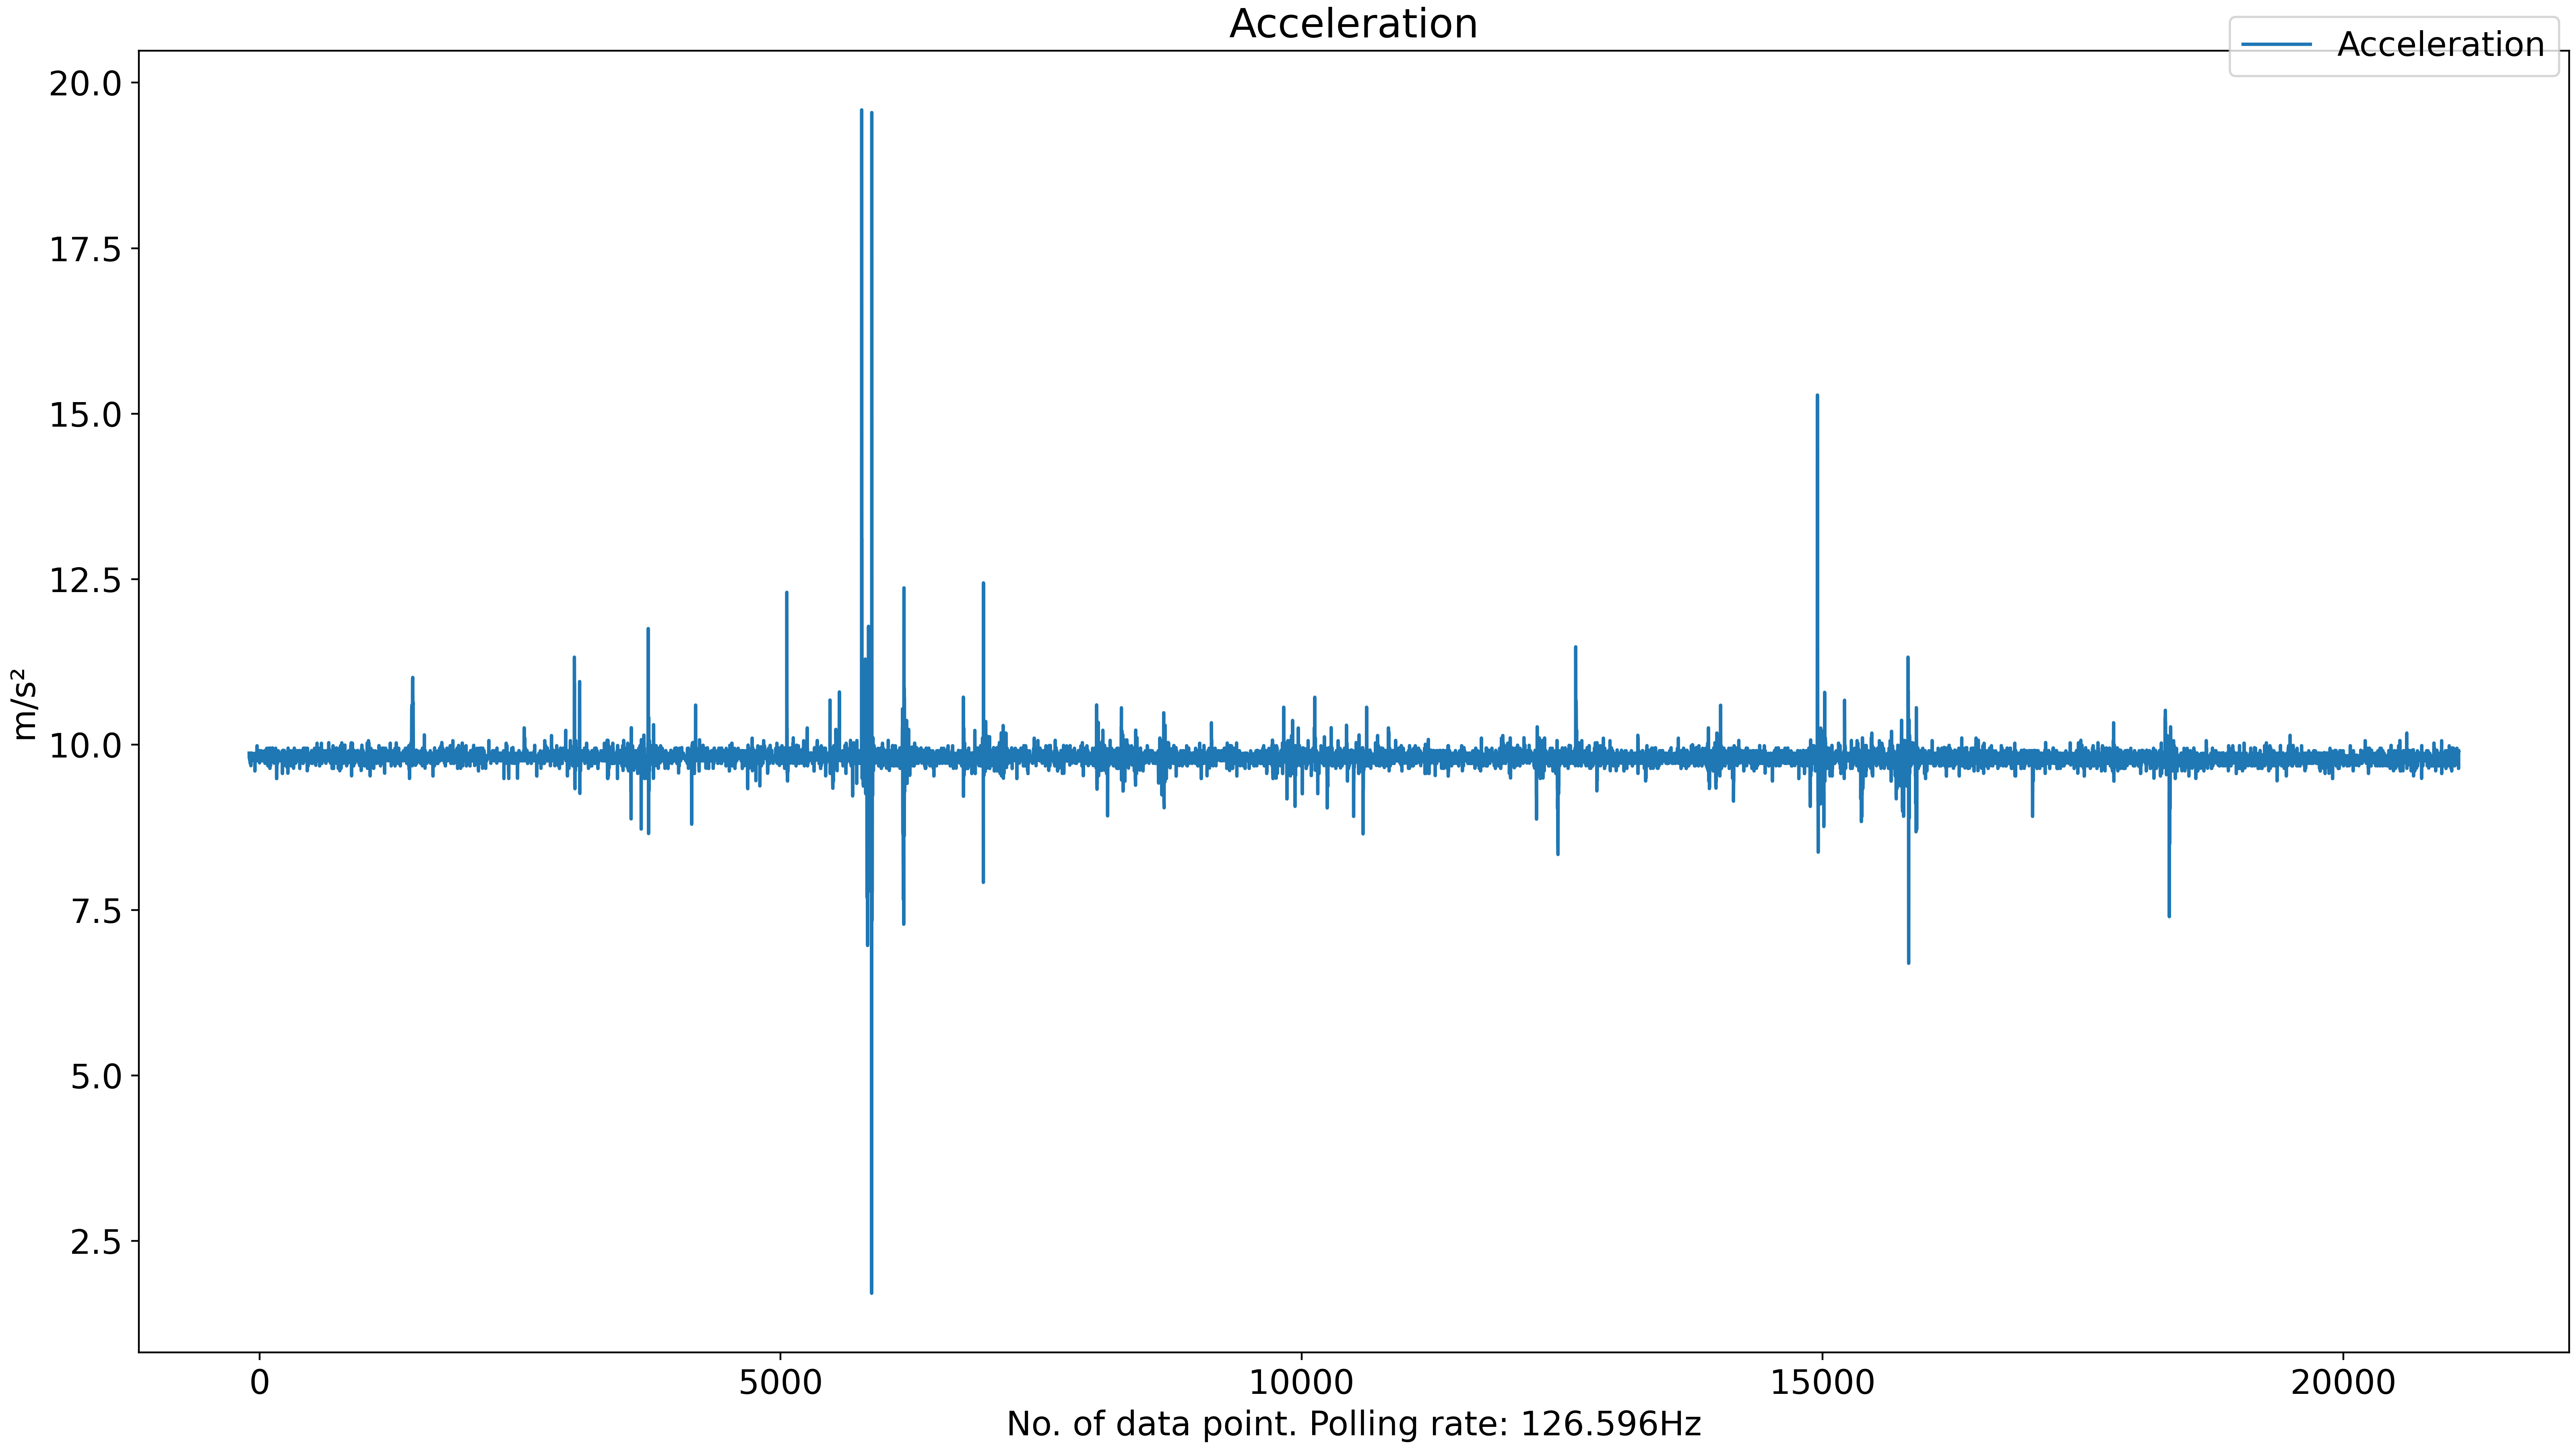 Acceleration
Acceleration
20.0
17.5
15.0
12.5
10.0
7.5
5.0
2.5
m/s²
0 5000 10000 15000 20000
No. of data point. Polling rate: 126.596Hz